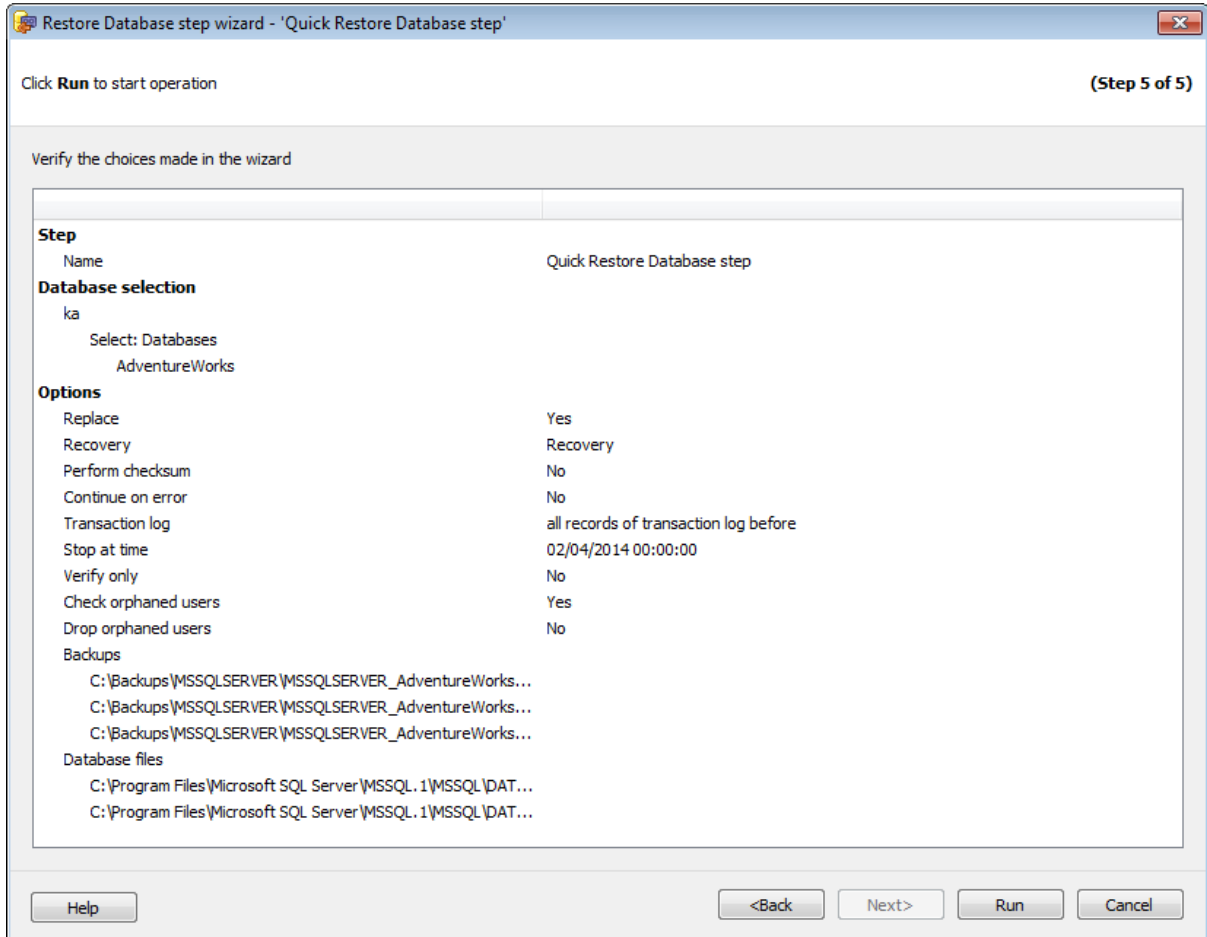 Restore Database step wizard - 'Quick Restore Database step'
Click Run to start operation
(Step 5 of 5)
Verify the choices made in the wizard
Step
Name Quick Restore Database step
Database selection
ka
Select: Databases
AdventureWorks
Options
Replace Yes
Recovery Recovery
Perform checksum No
Continue on error No
Transaction log all records of transaction log before
Stop at time 02/04/2014 00:00:00
Verify only No
Check orphaned users Yes
Drop orphaned users No
Backups
C:\Backups\MSSQLSERVER\MSSQLSERVER_AdventureWorks...
C:\Backups\MSSQLSERVER\MSSQLSERVER_AdventureWorks...
C:\Backups\MSSQLSERVER\MSSQLSERVER_AdventureWorks...
Database files
C:\Program Files\Microsoft SQL Server\MSSQL.1\MSSQL\DAT...
C:\Program Files\Microsoft SQL Server\MSSQL.1\MSSQL\DAT...
Help <Back Next> Run Cancel